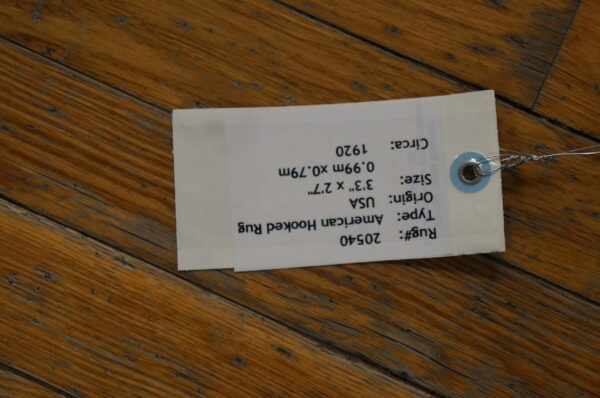 Rug#: 20540
Type: American Hooked Rug
Origin: USA
Size: 3'3" x 2'7"
0.99m x0.79m
Circa: 1920